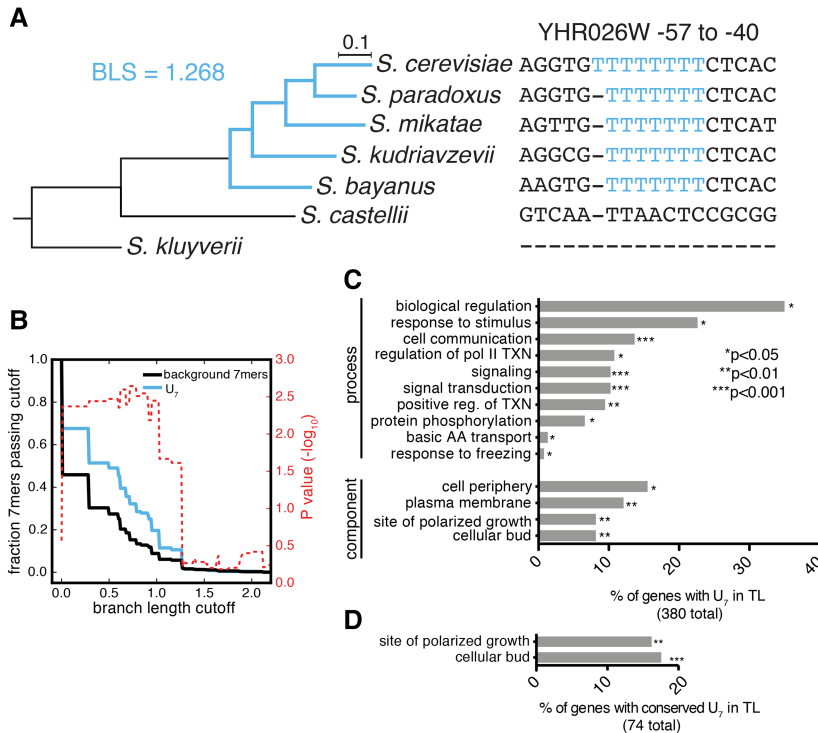 A
BLS = 1.268
0.1
YHR026W -57 to -40
S. cerevisiae AGGTGTTTTTTTTCTCAC
S. paradoxus AGGTG-TTTTTTTCTCAC
S. mikatae AGTTG-TTTTTTTCTCAT
S. kudriavzevii AGGCG-TTTTTTTCTCAC
S. bayanus AAGTG-TTTTTTTCTCAC
S. castellii GTCAA-TTAACTCCGCGG
S. kluyverii ------------------
B
fraction 7mers passing cutoff
1.0
0.8
0.6
0.4
0.2
0.0
background 7mers
U7
3.0
2.5
2.0
1.5
1.0
0.5
0.0
P value (-log10)
0.0 0.5 1.0 1.5 2.0
branch length cutoff
C
process
biological regulation *
response to stimulus *
cell communication ***
regulation of pol II TXN *
signaling ***
signal transduction ***
positive reg. of TXN **
protein phosphorylation *
basic AA transport *
response to freezing *
*p<0.05
**p<0.01
***p<0.001
component
cell periphery *
plasma membrane **
site of polarized growth **
cellular bud **
0 10 20 30 40
% of genes with U7 in TL
(380 total)
D
site of polarized growth **
cellular bud ***
0 10 20
% of genes with conserved U7 in TL
(74 total)